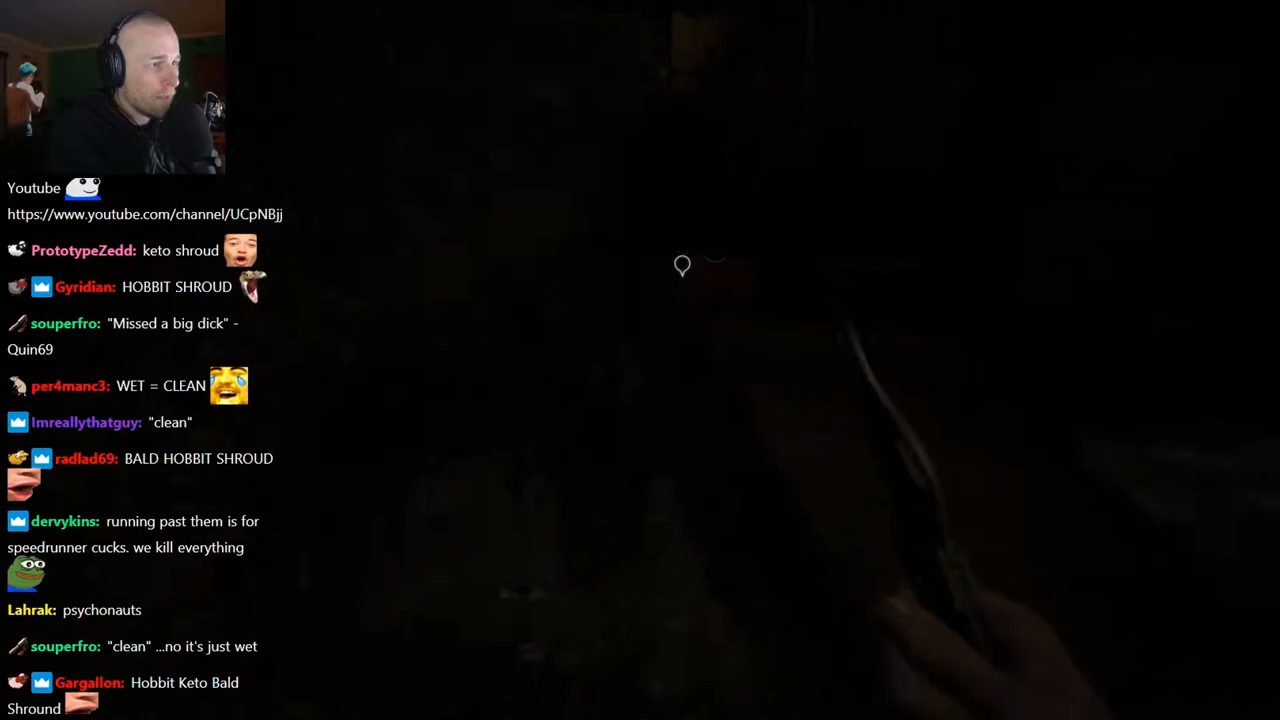 Youtube
https://www.youtube.com/channel/UCpNBjj
PrototypeZedd: keto shroud
Gyridian: HOBBIT SHROUD
souperfro: "Missed a big dick" -
Quin69
per4manc3: WET = CLEAN
Imreallythatguy: "clean"
radlad69: BALD HOBBIT SHROUD
dervykins: running past them is for
speedrunner cucks. we kill everything
Lahrak: psychonauts
souperfro: "clean" ...no it's just wet
Gargallon: Hobbit Keto Bald
Shround